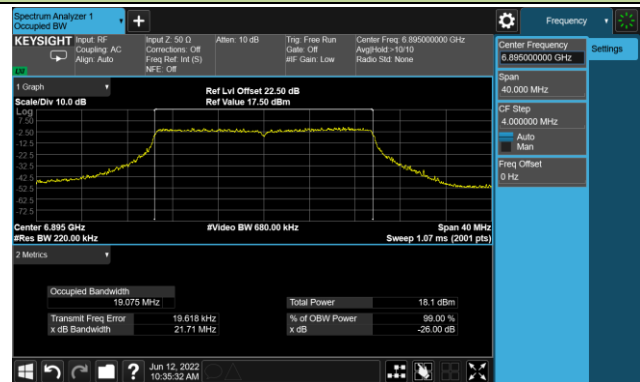 Spectrum Analyzer 1
Occupied BW
Frequency
KEYSIGHT
Input: RF
Coupling: AC
Align: Auto
Input Z: 50 Ω
Corrections: Off
Freq Ref: Int (S)
NFE: Off
Atten: 10 dB
Trig: Free Run
Gate: Off
#IF Gain: Low
Center Freq: 6.895000000 GHz
Avg|Hold:>10/10
Radio Std: None
Center Frequency
6.895000000 GHz
Settings
Span
40.000 MHz
CF Step
4.000000 MHz
Auto
Man
Freq Offset
0 Hz
1 Graph
Scale/Div 10.0 dB
Ref Lvl Offset 22.50 dB
Ref Value 17.50 dBm
Log
7.50
-2.50
-12.5
-22.5
-32.5
-42.5
-52.5
-62.5
-72.5
Center 6.895 GHz
#Res BW 220.00 kHz
#Video BW 680.00 kHz
Span 40 MHz
Sweep 1.07 ms (2001 pts)
2 Metrics
Occupied Bandwidth
19.075 MHz
Total Power 18.1 dBm
Transmit Freq Error 19.618 kHz
% of OBW Power 99.00 %
x dB Bandwidth 21.71 MHz
x dB -26.00 dB
Jun 12, 2022
10:35:32 AM